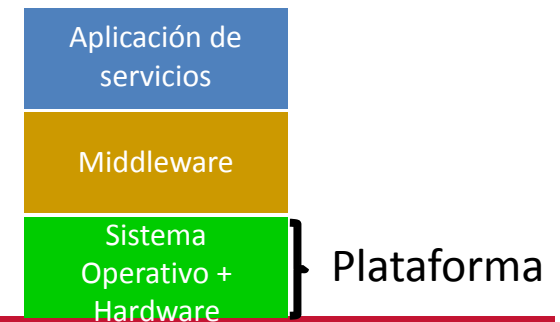 Aplicación de
servicios
Middleware
Sistema
Operativo +
Hardware
Plataforma